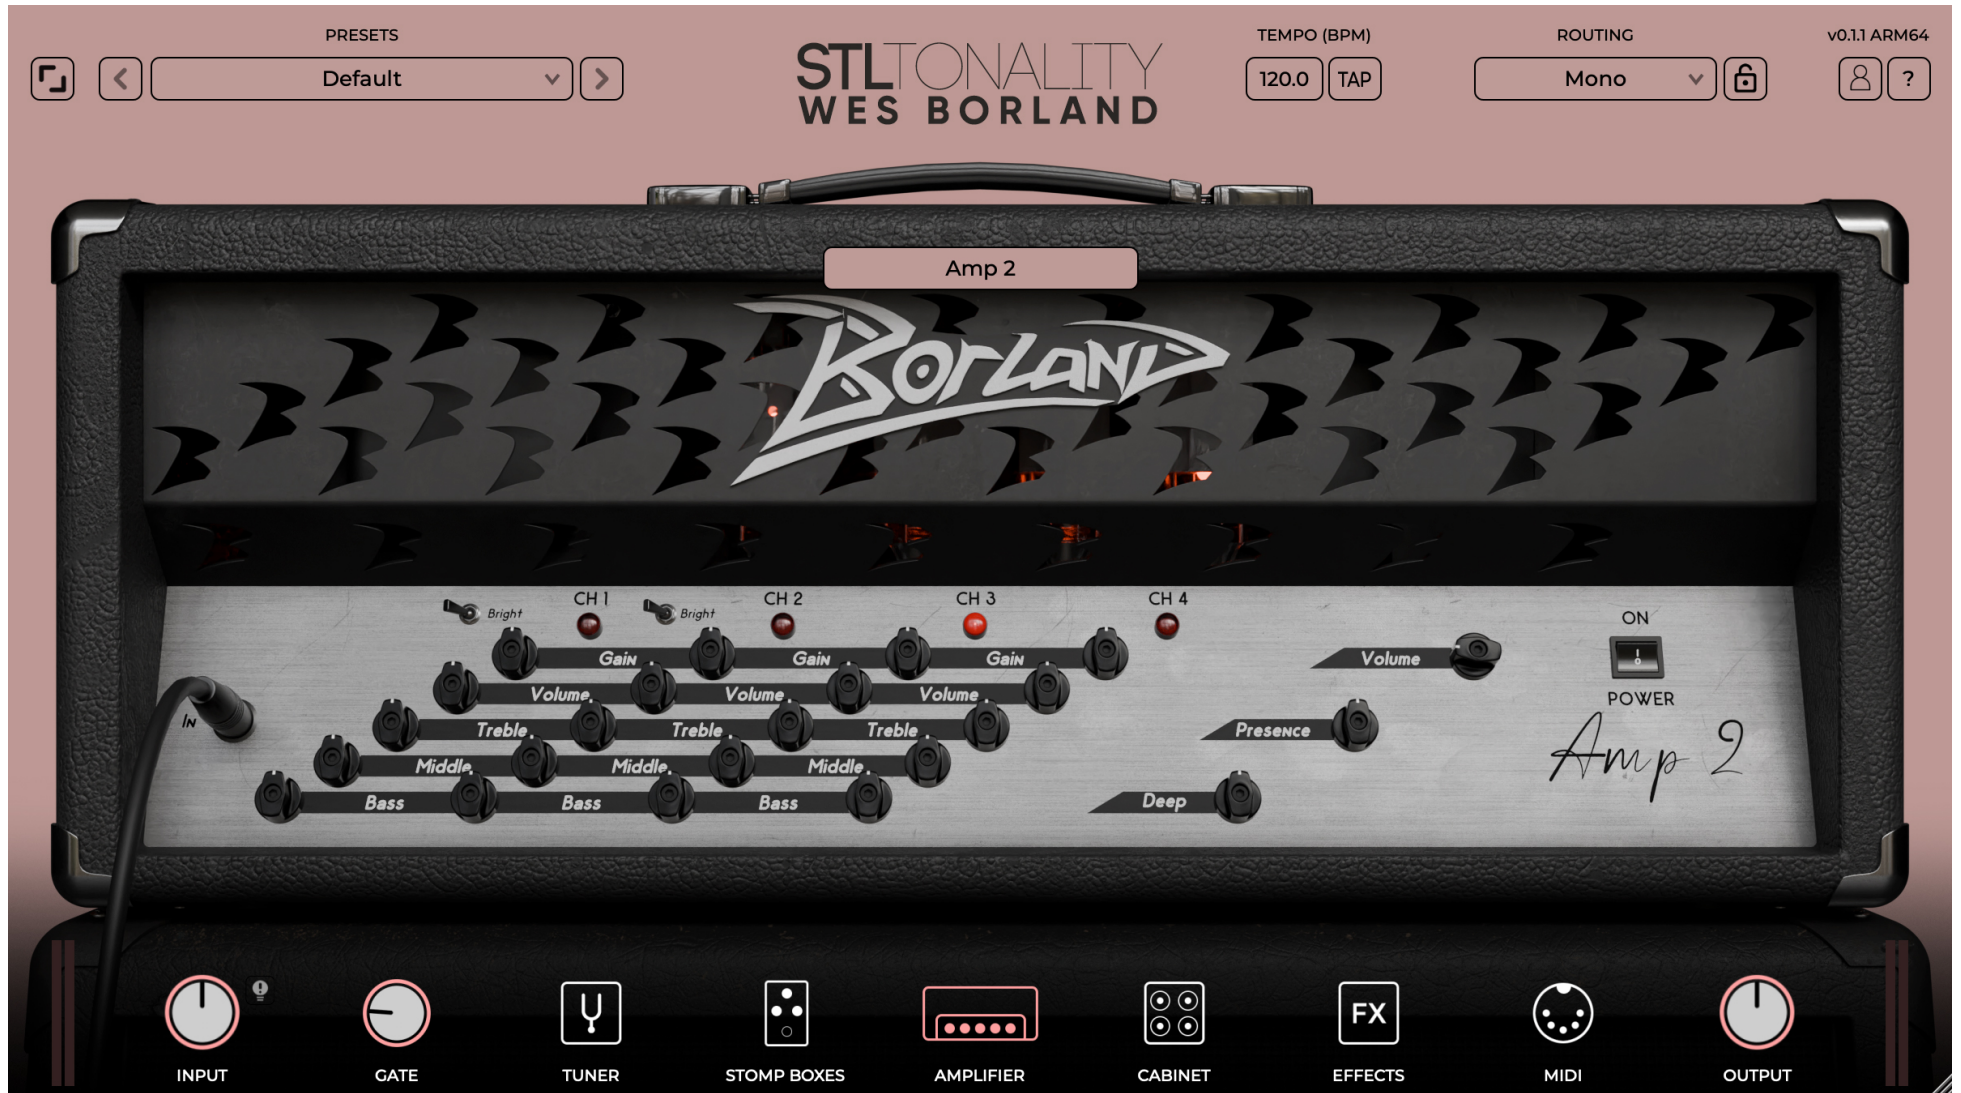 PRESETS
Default
STLTONALITY
WES BORLAND
TEMPO (BPM)
120.0
TAP
ROUTING
Mono
v0.1.1 ARM64
?
Amp 2
BORLAND
Bright
CH 1
Bright
CH 2
CH 3
CH 4
ON
Gain
Gain
Gain
Volume
Volume
Volume
Volume
POWER
IN
Treble
Treble
Treble
Presence
Amp 2
Middle
Middle
Middle
Bass
Bass
Bass
Deep
FX
INPUT
GATE
TUNER
STOMP BOXES
AMPLIFIER
CABINET
EFFECTS
MIDI
OUTPUT